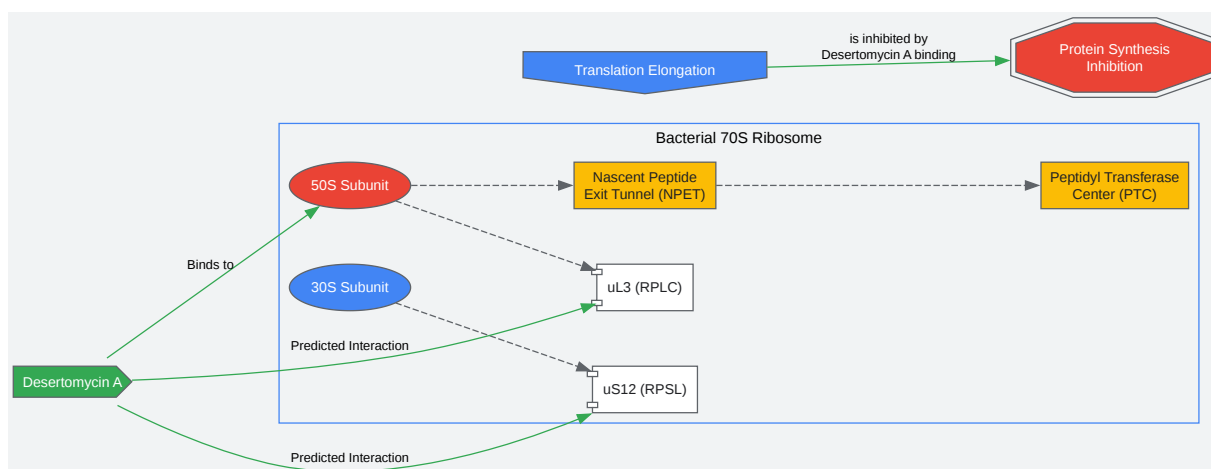 is inhibited by
Desertomycin A binding
Translation Elongation
Protein Synthesis
Inhibition
Bacterial 70S Ribosome
50S Subunit
Nascent Peptide
Exit Tunnel (NPET)
Peptidyl Transferase
Center (PTC)
Binds to
30S Subunit
uL3 (RPLC)
Predicted Interaction
Desertomycin A
uS12 (RPSL)
Predicted Interaction